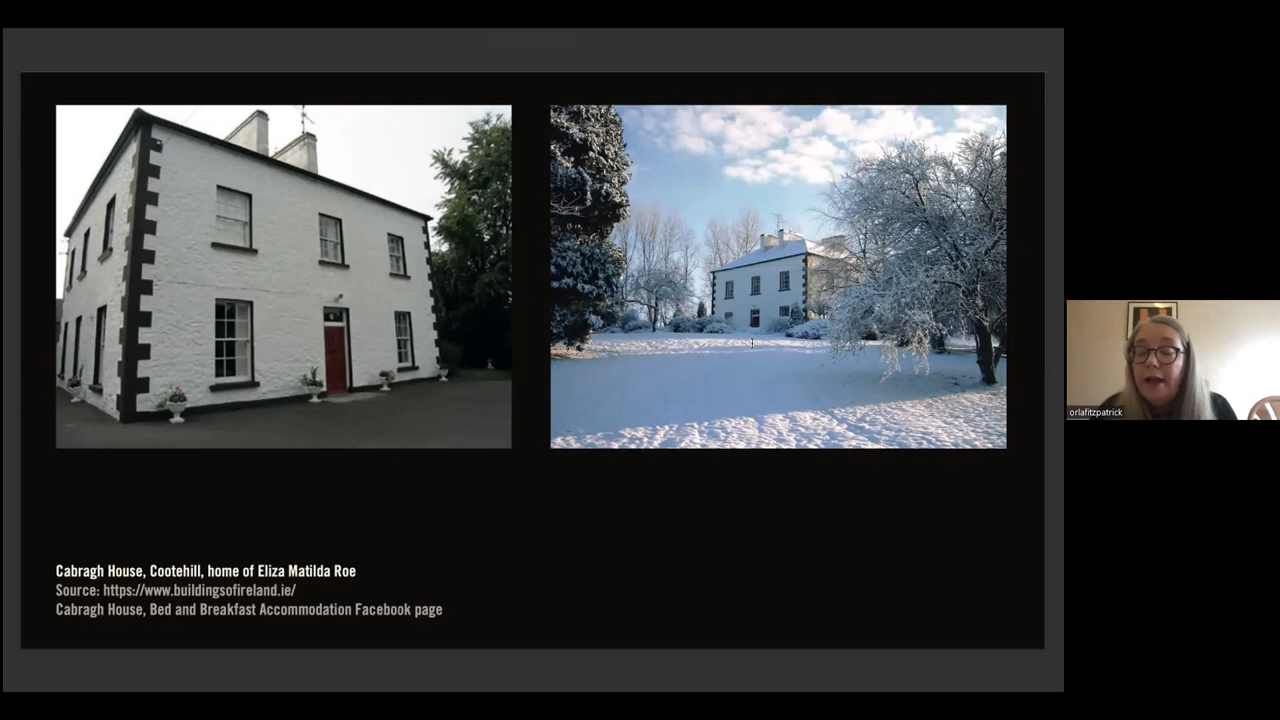 Cabragh House, Cootehill, home of Eliza Matilda Roe
Source: https://www.buildingsofireland.ie/
Cabragh House, Bed and Breakfast Accommodation Facebook page
orlafitzpatrick